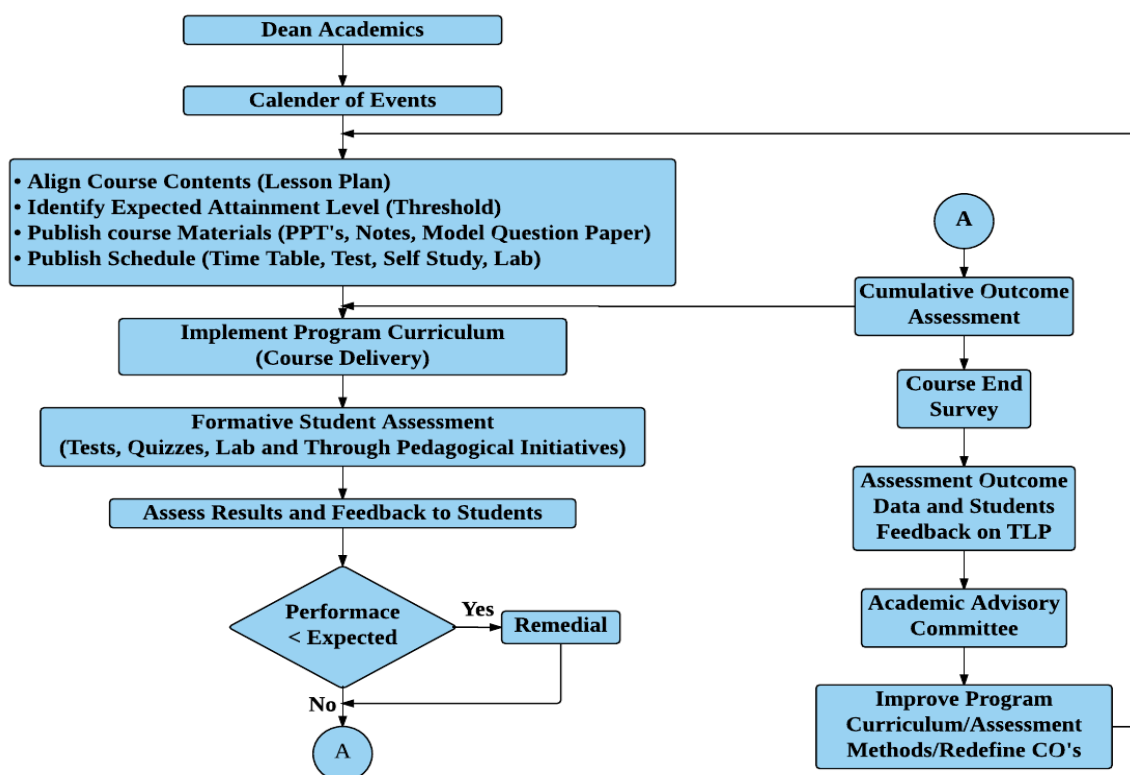 Dean Academics
Calender of Events
• Align Course Contents (Lesson Plan)
• Identify Expected Attainment Level (Threshold)
• Publish course Materials (PPT's, Notes, Model Question Paper)
• Publish Schedule (Time Table, Test, Self Study, Lab)
Implement Program Curriculum
(Course Delivery)
Formative Student Assessment
(Tests, Quizzes, Lab and Through Pedagogical Initiatives)
Assess Results and Feedback to Students
Performace
< Expected
Yes
Remedial
No
A
A
Cumulative Outcome
Assessment
Course End
Survey
Assessment Outcome
Data and Students
Feedback on TLP
Academic Advisory
Committee
Improve Program
Curriculum/Assessment
Methods/Redefine CO's